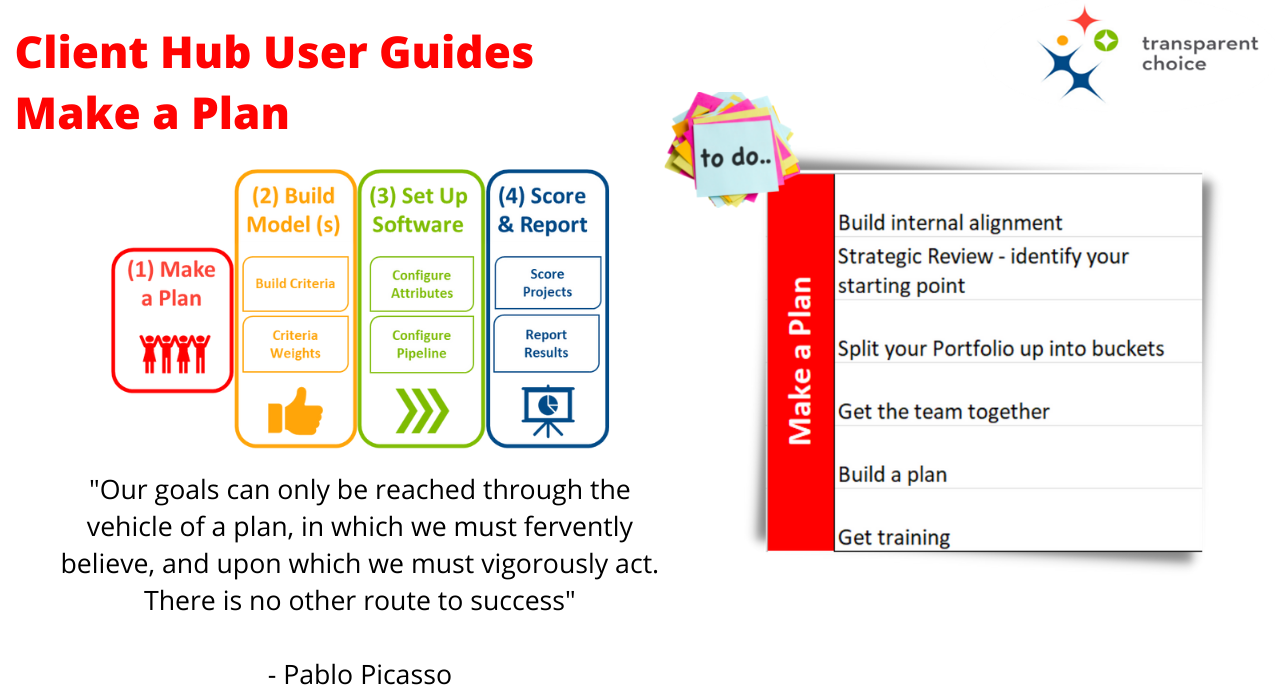 Client Hub User Guides
Make a Plan
transparent
choice
to do..
(1) Make
a Plan
(2) Build
Model (s)
Build Criteria
Criteria
Weights
(3) Set Up
Software
Configure
Attributes
Configure
Pipeline
(4) Score
& Report
Score
Projects
Report
Results
"Our goals can only be reached through the
vehicle of a plan, in which we must fervently
believe, and upon which we must vigorously act.
There is no other route to success"
- Pablo Picasso
Make a Plan
Build internal alignment
Strategic Review - identify your
starting point
Split your Portfolio up into buckets
Get the team together
Build a plan
Get training